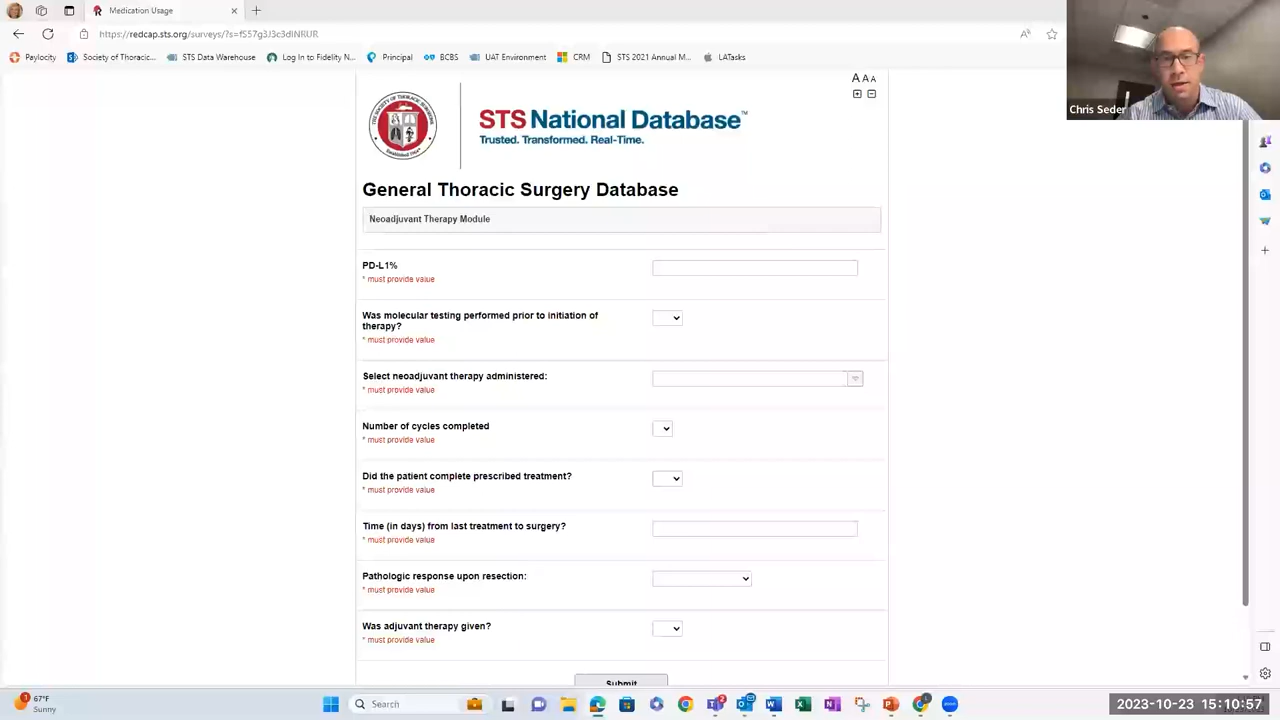 Medication Usage
https://redcap.sts.org/surveys/?s=fS57g3J3c3diNRUR
Paylocity
Society of Thoracic...
STS Data Warehouse
Log In to Fidelity N...
Principal
BCBS
UAT Environment
CRM
STS 2021 Annual M...
LATasks
Chris Seder
A A A
STS National Database™
Trusted. Transformed. Real-Time.
General Thoracic Surgery Database
Neoadjuvant Therapy Module
PD-L1%
* must provide value
Was molecular testing performed prior to initiation of
therapy?
* must provide value
Select neoadjuvant therapy administered:
* must provide value
Number of cycles completed
* must provide value
Did the patient complete prescribed treatment?
* must provide value
Time (in days) from last treatment to surgery?
* must provide value
Pathologic response upon resection:
* must provide value
Was adjuvant therapy given?
* must provide value
Submit
67°F
Sunny
Search
2023-10-23 15:10:57